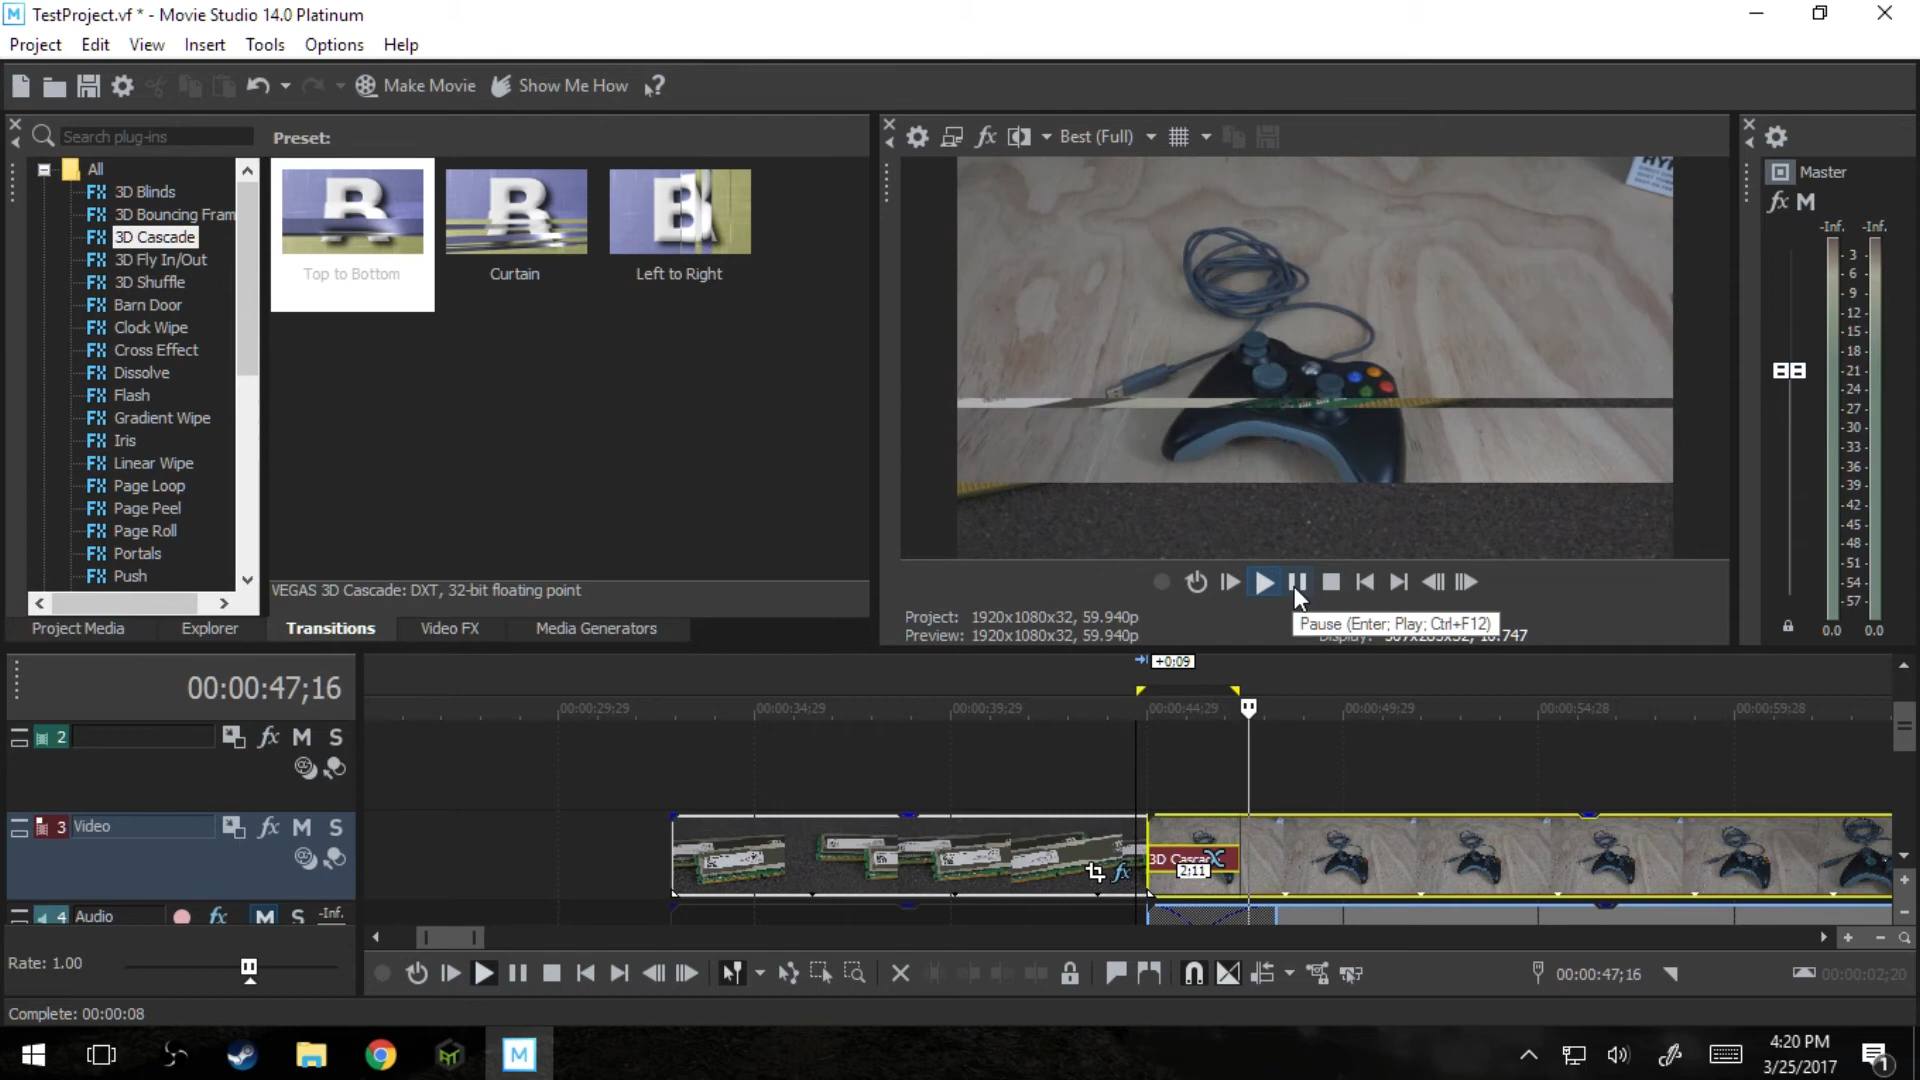 TestProject.vf * - Movie Studio 14.0 Platinum
Project Edit View Insert Tools Options Help
Make Movie Show Me How
Search plug-ins
Preset:
All
3D Blinds
3D Bouncing Fram
3D Cascade
3D Fly In/Out
3D Shuffle
Barn Door
Clock Wipe
Cross Effect
Dissolve
Flash
Gradient Wipe
Iris
Linear Wipe
Page Loop
Page Peel
Page Roll
Portals
Push
Top to Bottom
Curtain
Left to Right
VEGAS 3D Cascade: DXT, 32-bit floating point
Project Media Explorer Transitions Video FX Media Generators
Best (Full)
Project: 1920x1080x32, 59.940p
Preview: 1920x1080x32, 59.940p
Pause (Enter; Play; Ctrl+F12)
Master
fx M
-Inf. -Inf.
3
6
9
12
15
18
21
24
27
30
33
36
39
42
45
48
51
54
57
0.0 0.0
00:00:47;16
+0;09
00:00:29;29 00:00:34;29 00:00:39;29 00:00:44;29 00:00:49;29 00:00:54;28 00:00:59;28
2 fx M S
3 Video fx M S
3D Cascad
2:11
4 Audio fx M S -Inf.
Rate: 1.00
00:00:47;16 00:00:02;20
Complete: 00:00:08
4:20 PM
3/25/2017
1